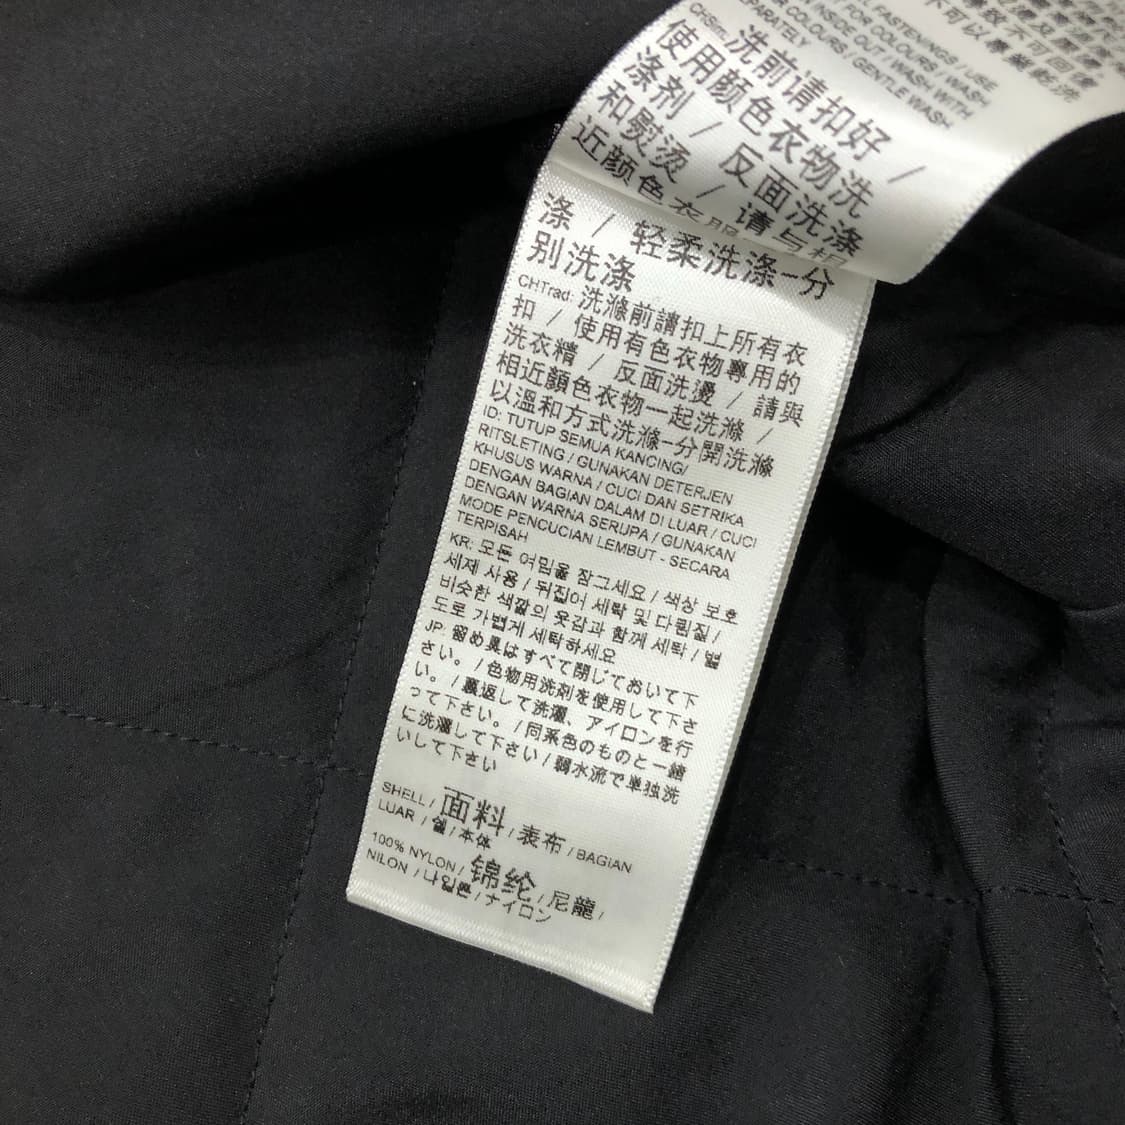 FASTENINGS / USE
COLOURS / WASH
INSIDE OUT / WASH WITH
COLOURS / GENTLE WASH
SEPARATELY
CHSim: 洗前请扣好 /
使用颜色衣物洗
涤剂 / 反面洗涤
和熨烫 / 请与相
近颜色衣服
涤 / 轻柔洗涤-分
别洗涤
CHTrad: 洗滌前請扣上所有衣
扣 / 使用有色衣物專用的
洗衣精 / 反面洗燙 / 請與
相近顏色衣物一起洗滌 /
以溫和方式洗滌-分開洗滌
ID: TUTUP SEMUA KANCING/
RITSLETING / GUNAKAN DETERJEN
KHUSUS WARNA / CUCI DAN SETRIKA
DENGAN BAGIAN DALAM DI LUAR / CUCI
DENGAN WARNA SERUPA / GUNAKAN
MODE PENCUCIAN LEMBUT - SECARA
TERPISAH
KR: 모든 여밈을 잠그세요 / 색상 보호
세제 사용 / 뒤집어 세탁 및 다림질 /
비슷한 색깔의 옷감과 함께 세탁 / 별
도로 가볍게 세탁하세요
JP: 留め具はすべて閉じておいて下
さい。 / 色物用洗剤を使用して下さ
い。 / 裏返して洗濯、アイロンを行
って下さい。 / 同系色のものと一緒
に洗濯して下さい / 弱水流で単独洗
いして下さい
SHELL / 面料 / 表布 / BAGIAN
LUAR / 쉘 / 本体
100% NYLON / 锦纶 / 尼龍 /
NILON / 나일론 / ナイロン